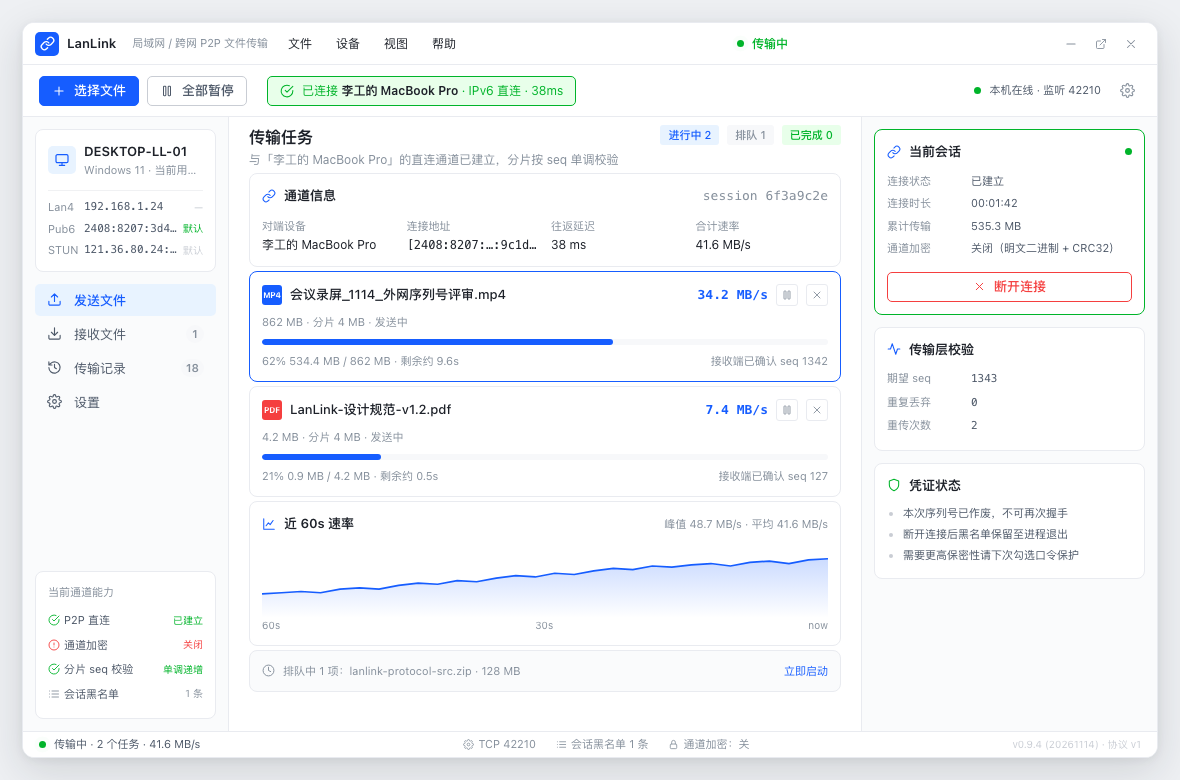 LanLink 局域网 / 跨网 P2P 文件传输 文件 设备 视图 帮助 传输中
选择文件 全部暂停 已连接 李工的 MacBook Pro · IPv6 直连 · 38ms 本机在线 · 监听 42210
DESKTOP-LL-01
Windows 11 · 当前用…
Lan4 192.168.1.24 —
Pub6 2408:8207:3d4… 默认
STUN 121.36.80.24:… 默认
发送文件
接收文件 1
传输记录 18
设置
当前通道能力
P2P 直连 已建立
通道加密 关闭
分片 seq 校验 单调递增
会话黑名单 1 条
传输任务 进行中 2 排队 1 已完成 0
与「李工的 MacBook Pro」的直连通道已建立，分片按 seq 单调校验
通道信息 session 6f3a9c2e
对端设备 连接地址 往返延迟 合计速率
李工的 MacBook Pro [2408:8207:…:9c1d… 38 ms 41.6 MB/s
MP4 会议录屏_1114_外网序列号评审.mp4 34.2 MB/s
862 MB · 分片 4 MB · 发送中
62% 534.4 MB / 862 MB · 剩余约 9.6s 接收端已确认 seq 1342
PDF LanLink-设计规范-v1.2.pdf 7.4 MB/s
4.2 MB · 分片 4 MB · 发送中
21% 0.9 MB / 4.2 MB · 剩余约 0.5s 接收端已确认 seq 127
近 60s 速率 峰值 48.7 MB/s · 平均 41.6 MB/s
60s 30s now
排队中 1 项：lanlink-protocol-src.zip · 128 MB 立即启动
当前会话
连接状态 已建立
连接时长 00:01:42
累计传输 535.3 MB
通道加密 关闭（明文二进制 + CRC32）
断开连接
传输层校验
期望 seq 1343
重复丢弃 0
重传次数 2
凭证状态
本次序列号已作废，不可再次握手
断开连接后黑名单保留至进程退出
需要更高保密性请下次勾选口令保护
传输中 · 2 个任务 · 41.6 MB/s TCP 42210 会话黑名单 1 条 通道加密：关 v0.9.4 (20261114) · 协议 v1